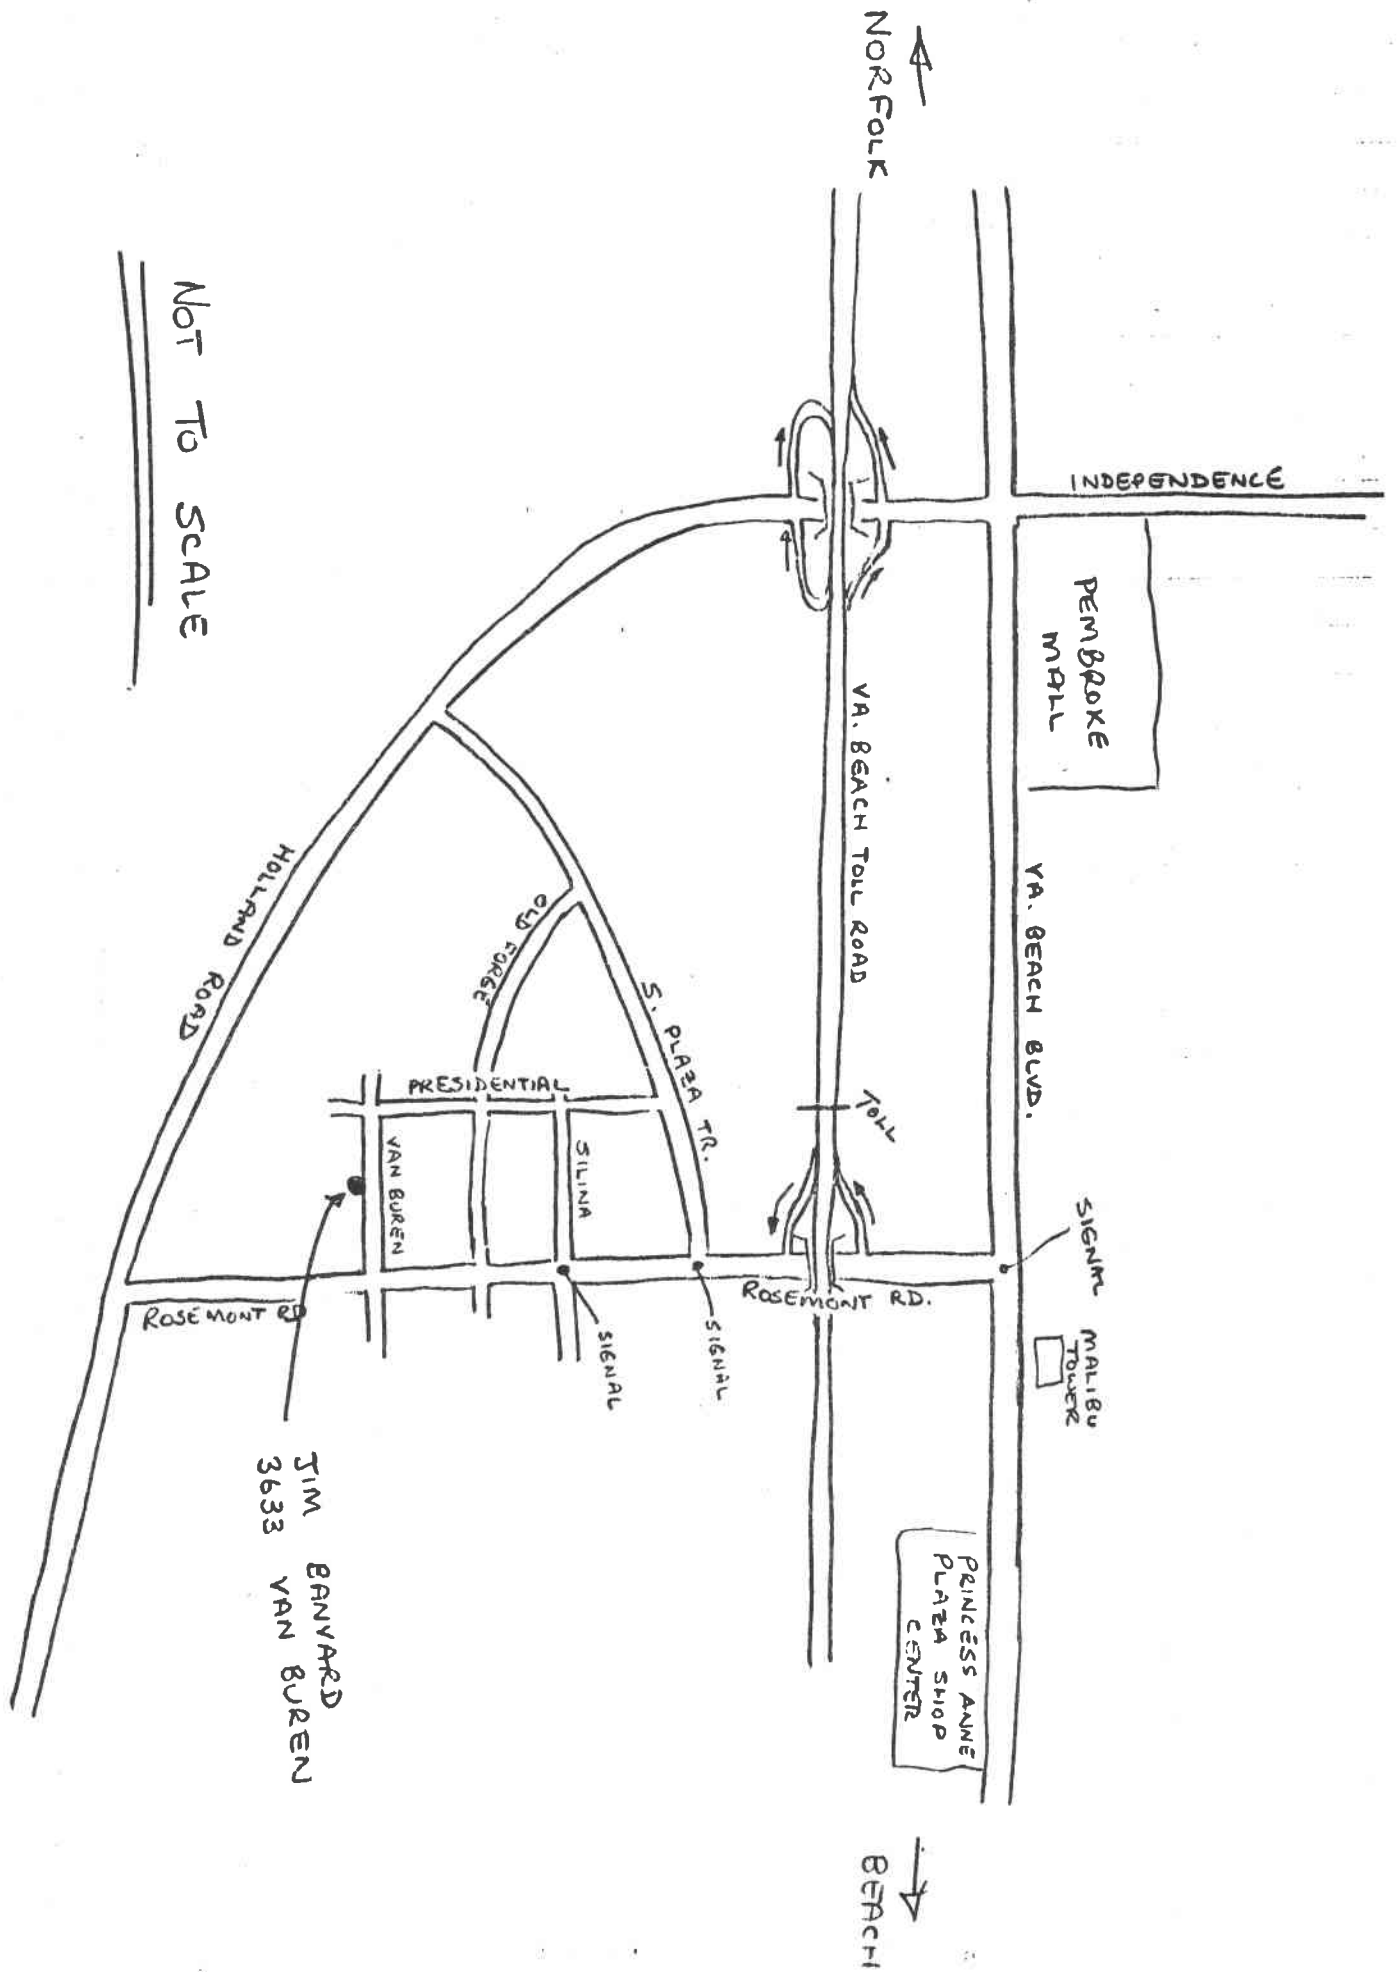 NORFOLK
INDEPENDENCE
PEMBROKE
MALL
VA. BEACH BLVD.
SIGNAL
MALIBU
TOWER
PRINCESS ANNE
PLAZA SHOP
CENTER
BEACH
VA. BEACH TOLL ROAD
TOLL
ROSEMONT RD.
S. PLAZA TR.
SIGNAL
SIGNAL
OLD FORGE
PRESIDENTIAL
SILINA
VAN BUREN
HOLLAND ROAD
ROSEMONT RD
JIM BANVARD
3633 VAN BUREN
NOT TO SCALE